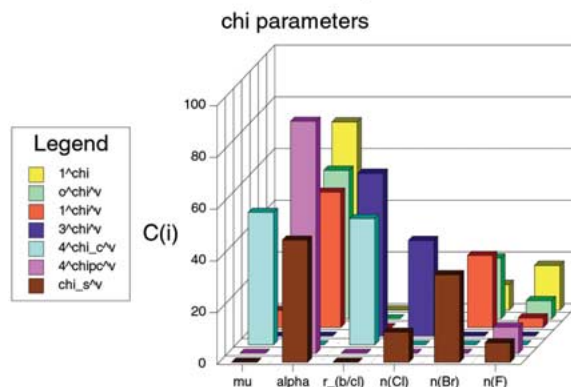 chi parameters
100
80
60
40
20
0
C(i)
Legend
1^chi
o^chi^v
1^chi^v
3^chi^v
4^chi_c^v
4^chipc^v
chi_s^v
mu alpha r_(b/cl) n(Cl) n(Br) n(F)